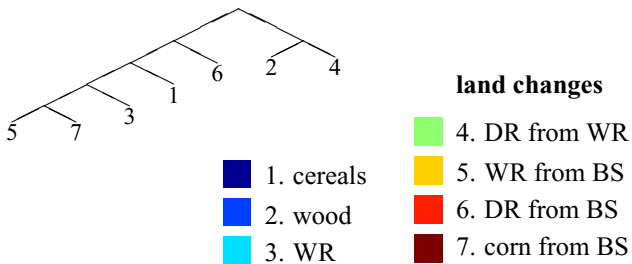 6
2
4
1
3
5
7
land changes
4. DR from WR
1. cereals
5. WR from BS
2. wood
6. DR from BS
3. WR
7. corn from BS